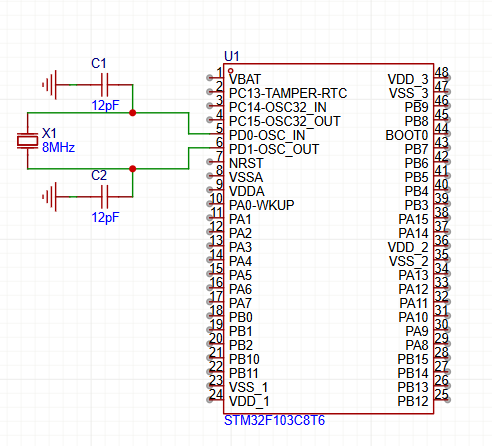 U1
C1
12pF
X1
8MHz
C2
12pF
1 VBAT VDD_3 48
2 PC13-TAMPER-RTC VSS_3 47
3 PC14-OSC32_IN PB9 46
4 PC15-OSC32_OUT PB8 45
5 PD0-OSC_IN BOOT0 44
6 PD1-OSC_OUT PB7 43
7 NRST PB6 42
8 VSSA PB5 41
9 VDDA PB4 40
10 PA0-WKUP PB3 39
11 PA1 PA15 38
12 PA2 PA14 37
13 PA3 VDD_2 36
14 PA4 VSS_2 35
15 PA5 PA13 34
16 PA6 PA12 33
17 PA7 PA11 32
18 PB0 PA10 31
19 PB1 PA9 30
20 PB2 PA8 29
21 PB10 PB15 28
22 PB11 PB14 27
23 VSS_1 PB13 26
24 VDD_1 PB12 25
STM32F103C8T6